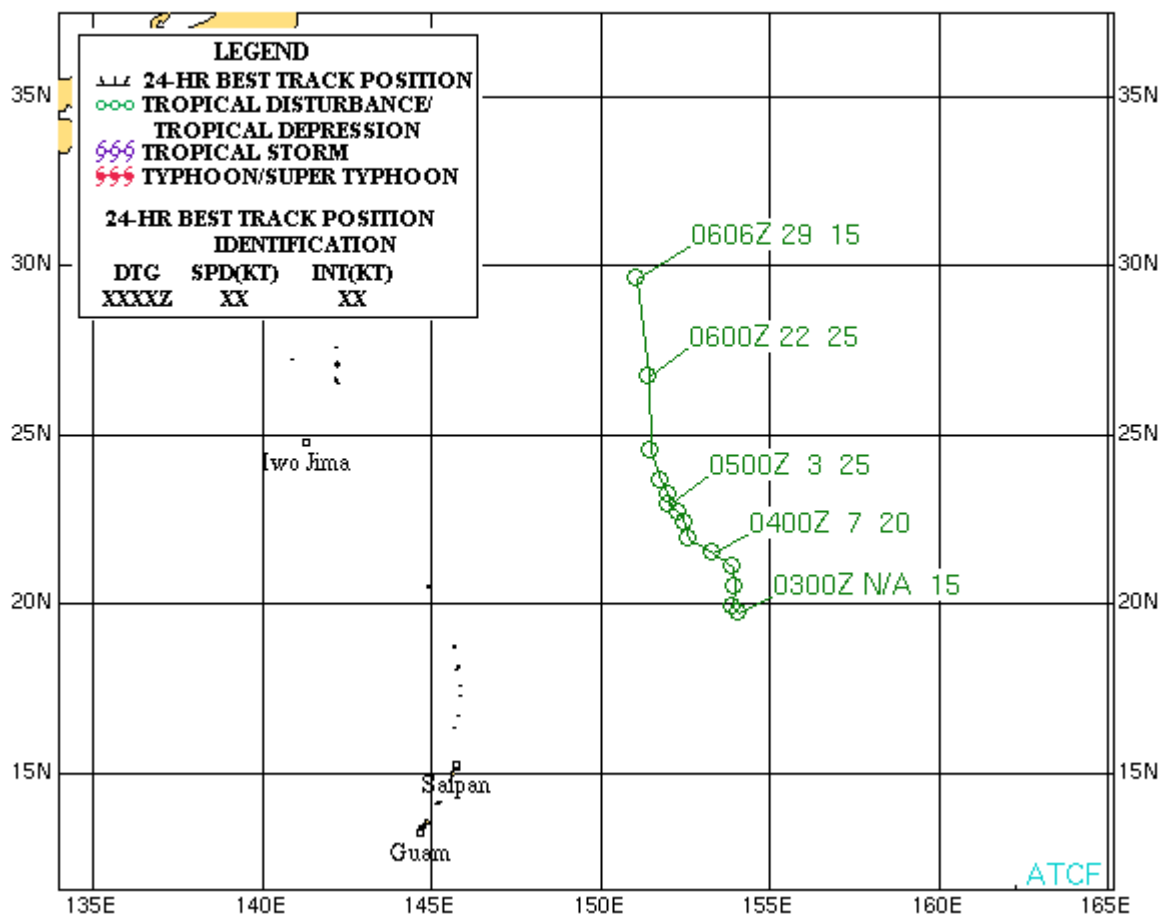 LEGEND
24-HR BEST TRACK POSITION
TROPICAL DISTURBANCE/
TROPICAL DEPRESSION
TROPICAL STORM
TYPHOON/SUPER TYPHOON
24-HR BEST TRACK POSITION
IDENTIFICATION
DTG SPD(KT) INT(KT)
XXXXZ XX XX
35N 35N
0606Z 29 15
30N 30N
0600Z 22 25
25N 25N
Iwo Jima
0500Z 3 25
0400Z 7 20
0300Z N/A 15
20N 20N
15N 15N
Saipan
Guam
ATCF
135E 140E 145E 150E 155E 160E 165E